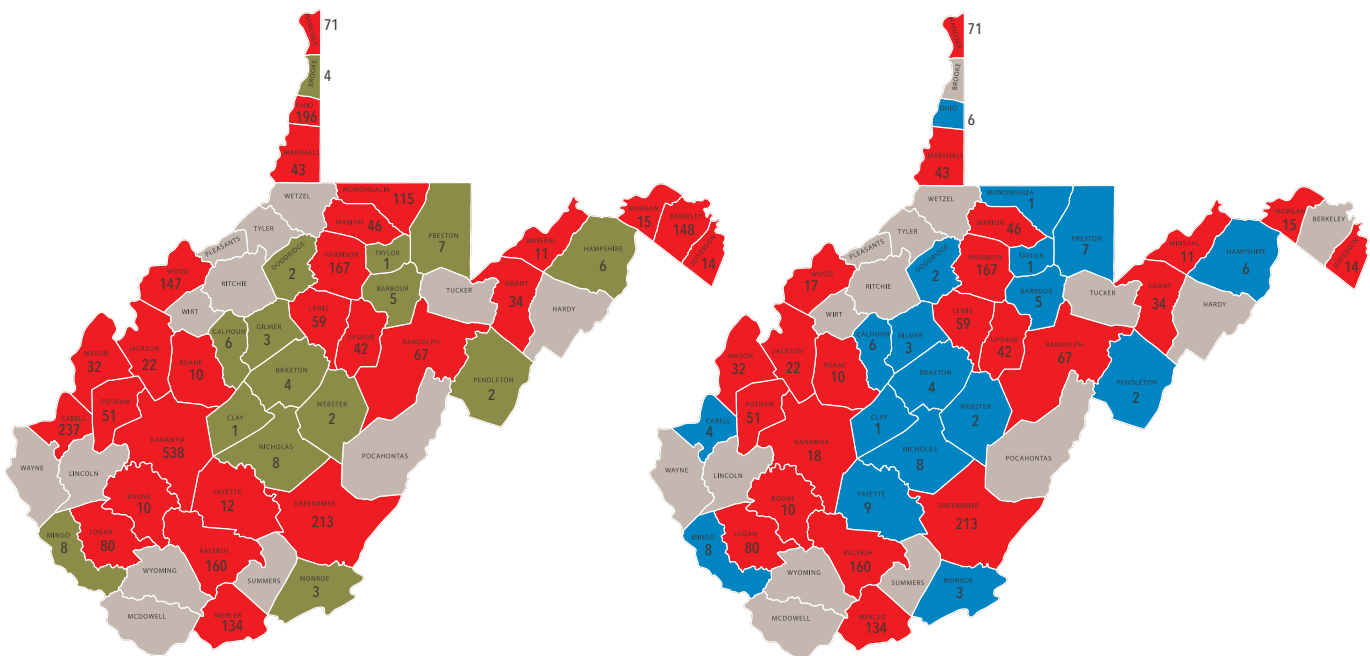 HANCOCK 71
BROOKE 4
OHIO
196
MARSHALL
43
WETZEL
MONONGALIA
115
MARION 46
PRESTON
7
TYLER
PLEASANTS
DODDRIDGE
2
HARRISON
167
TAYLOR
1
BARBOUR
5
MINERAL
11
HAMPSHIRE
6
MORGAN
15
BERKELEY
148
JEFFERSON
14
WOOD
147
RITCHIE
TUCKER
GRANT
34
HARDY
WIRT
CALHOUN
6
GILMER
3
LEWIS
59
UPSHUR
42
RANDOLPH
67
MASON
32
JACKSON
22
ROANE
10
BRAXTON
4
PENDLETON
2
CABELL
237
PUTNAM
51
CLAY
1
WEBSTER
2
KANAWHA
538
NICHOLAS
8
POCAHONTAS
WAYNE
LINCOLN
BOONE
10
FAYETTE
12
GREENBRIER
213
MINGO
8
LOGAN
80
RALEIGH
160
WYOMING
SUMMERS
MONROE
3
MCDOWELL
MERCER
134
HANCOCK 71
BROOKE
OHIO 6
MARSHALL
43
WETZEL
MONONGALIA
1
MARION
46
PRESTON
7
TYLER
PLEASANTS
DODDRIDGE
2
HARRISON
167
TAYLOR
1
BARBOUR
5
MINERAL
11
HAMPSHIRE
6
MORGAN
15
BERKELEY
JEFFERSON
14
WOOD
17
RITCHIE
TUCKER
GRANT
34
HARDY
WIRT
CALHOUN
6
GILMER
3
LEWIS
59
UPSHUR
42
RANDOLPH
67
MASON
32
JACKSON
22
ROANE
10
BRAXTON
4
PENDLETON
2
CABELL
4
PUTNAM
51
CLAY
1
WEBSTER
2
KANAWHA
18
NICHOLAS
8
POCAHONTAS
WAYNE
LINCOLN
BOONE
10
FAYETTE
9
GREENBRIER
213
MINGO
8
LOGAN
80
RALEIGH
160
WYOMING
SUMMERS
MONROE
3
MCDOWELL
MERCER
134